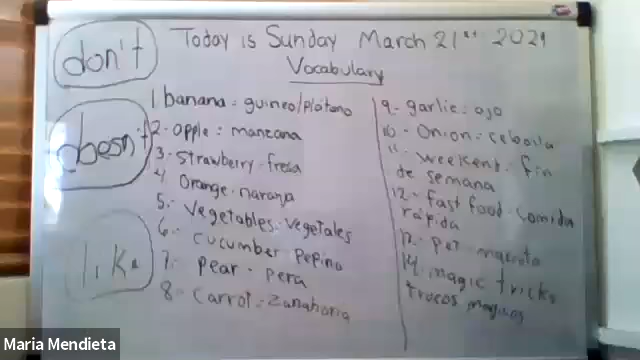 don't
Today is Sunday March 21st 2021
Vocabulary
doesn't
like
1. banana: guineo/plátano
2. apple: manzana
3. strawberry: fresa
4. Orange: naranja
5. vegetables: vegetales
6. cucumber pepino
7. pear: pera
8. carrot: zanahoria
9. garlic: ajo
10. Onion: cebolla
11. weekent: fin
de semana
12. fast food: comida
rápida
13. pet: mascota
14. magic tricks
trucos magicos
Maria Mendieta